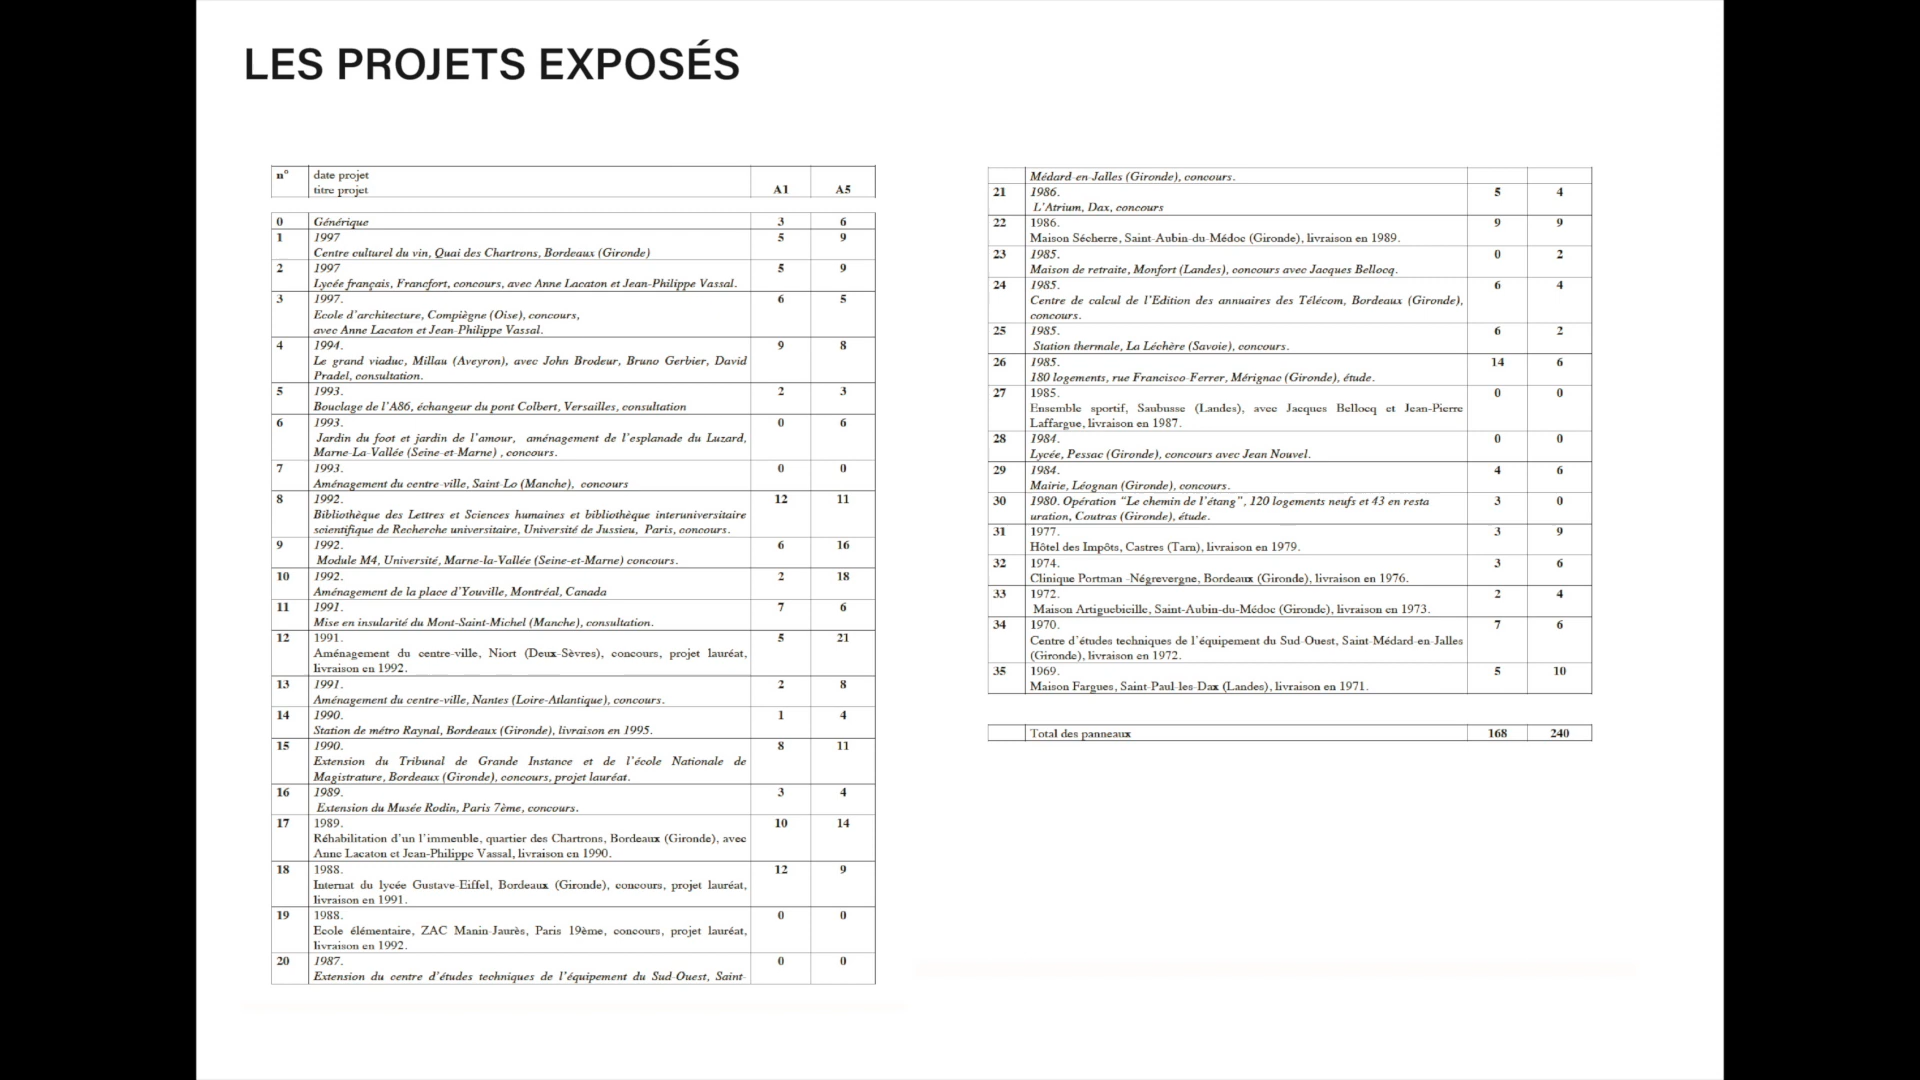 LES PROJETS EXPOSÉS
n° date projet
titre projet A1 A5
0 Générique 3 6
1 1997 5 9
Centre culturel du vin, Quai des Chartrons, Bordeaux (Gironde)
2 1997 5 9
Lycée français, Francfort, concours, avec Anne Lacaton et Jean-Philippe Vassal.
3 1997. 6 5
Ecole d'architecture, Compiègne (Oise), concours,
avec Anne Lacaton et Jean-Philippe Vassal.
4 1994. 9 8
Le grand viaduc, Millau (Aveyron), avec John Brodeur, Bruno Gerbier, David
Pradel, consultation.
5 1993. 2 3
Bouclage de l'A86, échangeur du pont Colbert, Versailles, consultation
6 1993. 0 6
Jardin du foot et jardin de l'amour, aménagement de l'esplanade du Luzard,
Marne-La-Vallée (Seine-et-Marne) , concours.
7 1993. 0 0
Aménagement du centre-ville, Saint-Lo (Manche), concours
8 1992. 12 11
Bibliothèque des Lettres et Sciences humaines et bibliothèque interuniversitaire
scientifique de Recherche universitaire, Université de Jussieu, Paris, concours.
9 1992. 6 16
Module M4, Université, Marne-la-Vallée (Seine-et-Marne) concours.
10 1992. 2 18
Aménagement de la place d'Youville, Montréal, Canada
11 1991. 7 6
Mise en insularité du Mont-Saint-Michel (Manche), consultation.
12 1991. 5 21
Aménagement du centre-ville, Niort (Deux-Sèvres), concours, projet lauréat,
livraison en 1992.
13 1991. 2 8
Aménagement du centre-ville, Nantes (Loire-Atlantique), concours.
14 1990. 1 4
Station de métro Raynal, Bordeaux (Gironde), livraison en 1995.
15 1990. 8 11
Extension du Tribunal de Grande Instance et de l'école Nationale de
Magistrature, Bordeaux (Gironde), concours, projet lauréat.
16 1989. 3 4
Extension du Musée Rodin, Paris 7ème, concours.
17 1989. 10 14
Réhabilitation d'un l'immeuble, quartier des Chartrons, Bordeaux (Gironde), avec
Anne Lacaton et Jean-Philippe Vassal, livraison en 1990.
18 1988. 12 9
Internat du lycée Gustave-Eiffel, Bordeaux (Gironde), concours, projet lauréat,
livraison en 1991.
19 1988. 0 0
Ecole élémentaire, ZAC Manin-Jaurès, Paris 19ème, concours, projet lauréat,
livraison en 1992.
20 1987. 0 0
Extension du centre d'études techniques de l'équipement du Sud-Ouest, Saint-
Médard-en-Jalles (Gironde), concours.
21 1986. 5 4
L'Atrium, Dax, concours
22 1986. 9 9
Maison Sécherre, Saint-Aubin-du-Médoc (Gironde), livraison en 1989.
23 1985. 0 2
Maison de retraite, Monfort (Landes), concours avec Jacques Bellocq.
24 1985. 6 4
Centre de calcul de l'Edition des annuaires des Télécom, Bordeaux (Gironde),
concours.
25 1985. 6 2
Station thermale, La Léchère (Savoie), concours.
26 1985. 14 6
180 logements, rue Francisco-Ferrer, Mérignac (Gironde), étude.
27 1985. 0 0
Ensemble sportif, Saubusse (Landes), avec Jacques Bellocq et Jean-Pierre
Laffargue, livraison en 1987.
28 1984. 0 0
Lycée, Pessac (Gironde), concours avec Jean Nouvel.
29 1984. 4 6
Mairie, Léognan (Gironde), concours.
30 1980. Opération "Le chemin de l'étang", 120 logements neufs et 43 en resta 3 0
uration, Coutras (Gironde), étude.
31 1977. 3 9
Hôtel des Impôts, Castres (Tarn), livraison en 1979.
32 1974. 3 6
Clinique Portman -Négrevergne, Bordeaux (Gironde), livraison en 1976.
33 1972. 2 4
Maison Artiguebieille, Saint-Aubin-du-Médoc (Gironde), livraison en 1973.
34 1970. 7 6
Centre d'études techniques de l'équipement du Sud-Ouest, Saint-Médard-en-Jalles
(Gironde), livraison en 1972.
35 1969. 5 10
Maison Fargues, Saint-Paul-les-Dax (Landes), livraison en 1971.
Total des panneaux 168 240